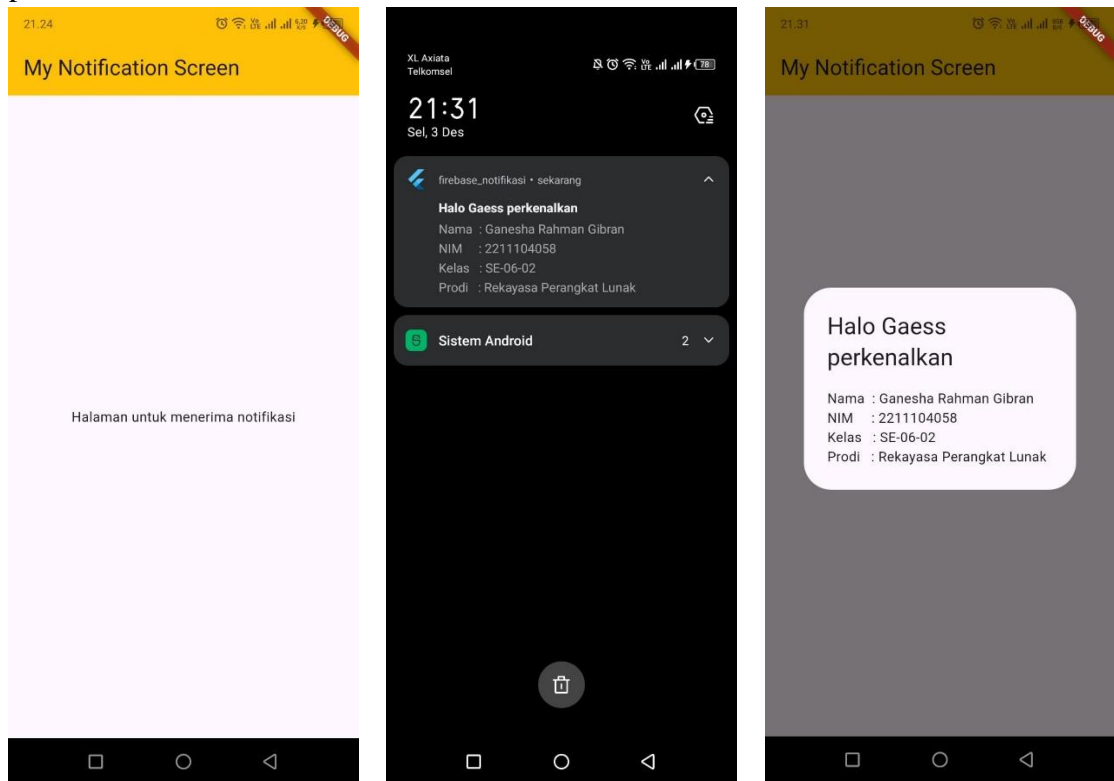 21.24
DEBUG
My Notification Screen
Halaman untuk menerima notifikasi
XL Axiata
Telkomsel
78
21:31
Sel, 3 Des
firebase_notifikasi • sekarang
Halo Gaess perkenalkan
Nama : Ganesha Rahman Gibran
NIM : 2211104058
Kelas : SE-06-02
Prodi : Rekayasa Perangkat Lunak
Sistem Android 2
21.31
DEBUG
My Notification Screen
Halo Gaess
perkenalkan
Nama : Ganesha Rahman Gibran
NIM : 2211104058
Kelas : SE-06-02
Prodi : Rekayasa Perangkat Lunak